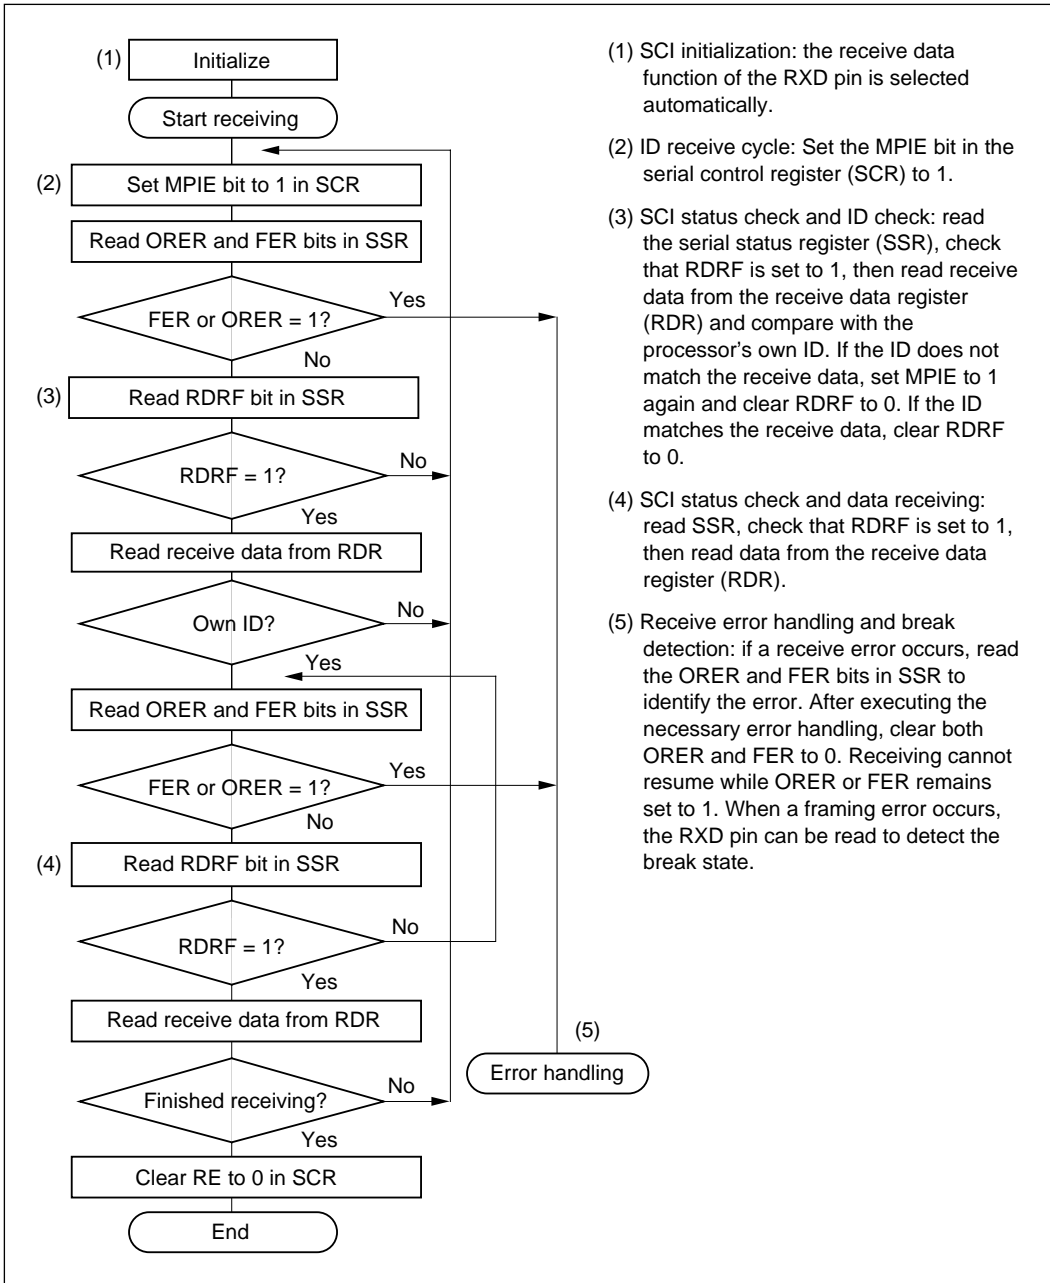 (1)
Initialize
Start receiving
(2)
Set MPIE bit to 1 in SCR
Read ORER and FER bits in SSR
FER or ORER = 1?
Yes
No
(3)
Read RDRF bit in SSR
RDRF = 1?
No
Yes
Read receive data from RDR
Own ID?
No
Yes
Read ORER and FER bits in SSR
FER or ORER = 1?
Yes
No
(4)
Read RDRF bit in SSR
RDRF = 1?
No
Yes
Read receive data from RDR
(5)
Error handling
Finished receiving?
No
Yes
Clear RE to 0 in SCR
End
(1) SCI initialization: the receive data
function of the RXD pin is selected
automatically.
(2) ID receive cycle: Set the MPIE bit in the
serial control register (SCR) to 1.
(3) SCI status check and ID check: read
the serial status register (SSR), check
that RDRF is set to 1, then read receive
data from the receive data register
(RDR) and compare with the
processor's own ID. If the ID does not
match the receive data, set MPIE to 1
again and clear RDRF to 0. If the ID
matches the receive data, clear RDRF
to 0.
(4) SCI status check and data receiving:
read SSR, check that RDRF is set to 1,
then read data from the receive data
register (RDR).
(5) Receive error handling and break
detection: if a receive error occurs, read
the ORER and FER bits in SSR to
identify the error. After executing the
necessary error handling, clear both
ORER and FER to 0. Receiving cannot
resume while ORER or FER remains
set to 1. When a framing error occurs,
the RXD pin can be read to detect the
break state.